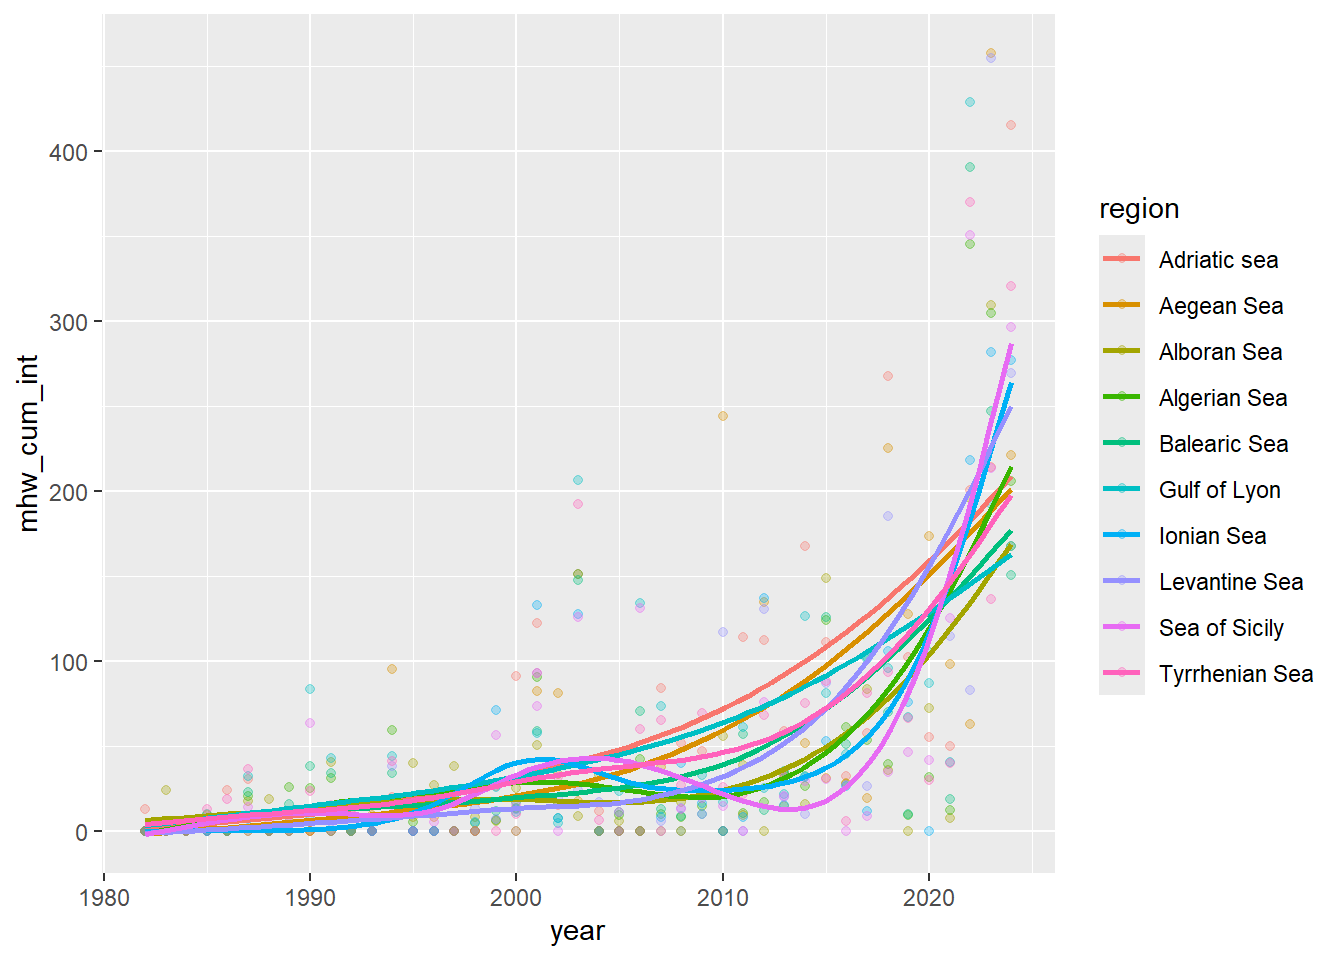 mhw_cum_int
400
300
200
100
0
1980
1990
2000
2010
2020
year
region
Adriatic sea
Aegean Sea
Alboran Sea
Algerian Sea
Balearic Sea
Gulf of Lyon
Ionian Sea
Levantine Sea
Sea of Sicily
Tyrrhenian Sea